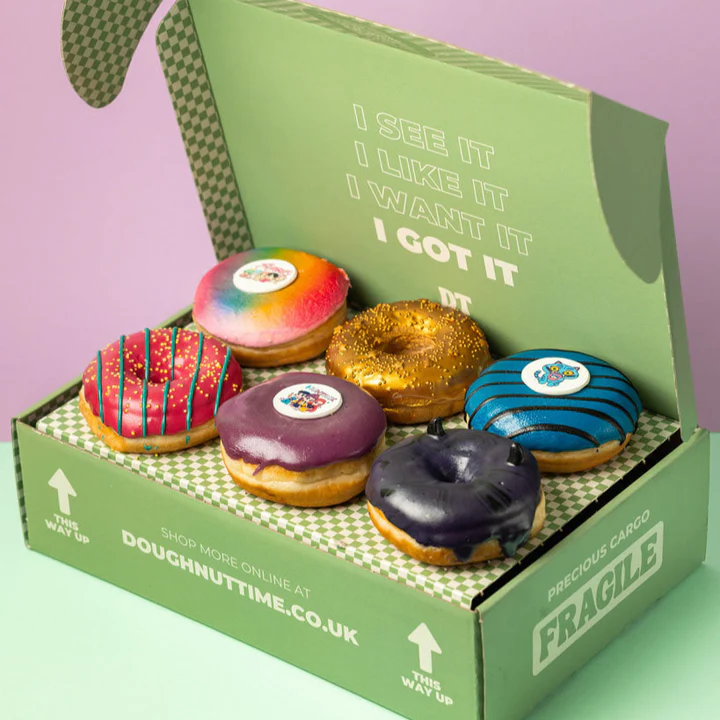 I SEE IT
I LIKE IT
I WANT IT
I GOT IT
DT
THIS
WAY UP
SHOP MORE ONLINE AT
DOUGHNUTTIME.CO.UK
THIS
WAY UP
PRECIOUS CARGO
FRAGILE